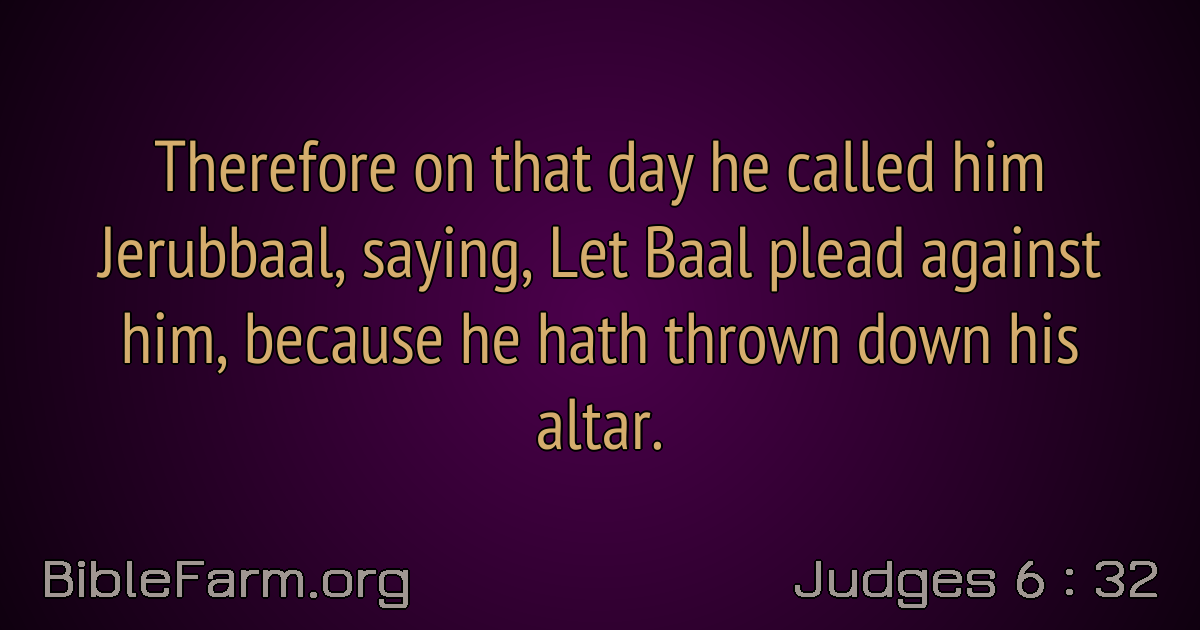 Therefore on that day he called him
Jerubbaal, saying, Let Baal plead against
him, because he hath thrown down his
altar.
BibleFarm.org
Judges 6 : 32